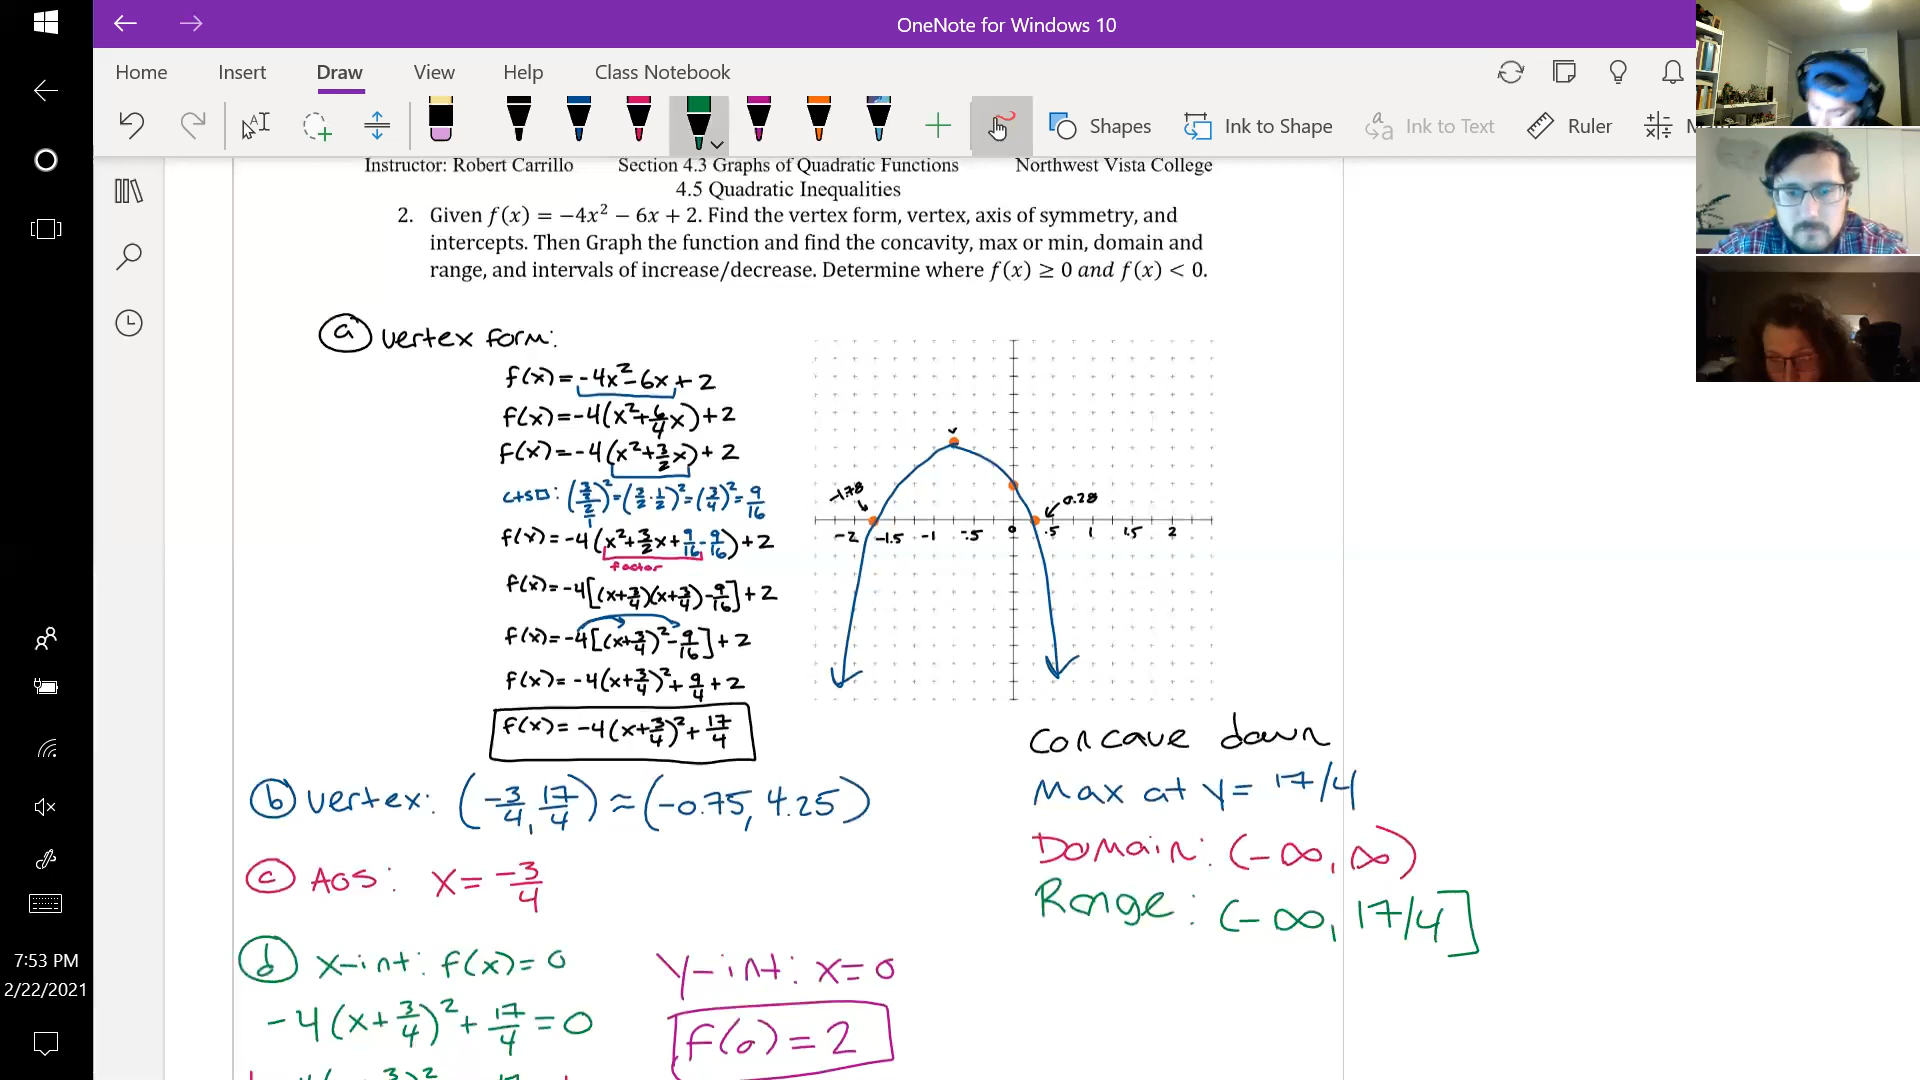 OneNote for Windows 10
Home Insert Draw View Help Class Notebook
Shapes Ink to Shape Ink to Text Ruler
Instructor: Robert Carrillo Section 4.3 Graphs of Quadratic Functions Northwest Vista College
4.5 Quadratic Inequalities
2. Given f(x) = −4x² − 6x + 2. Find the vertex form, vertex, axis of symmetry, and
intercepts. Then Graph the function and find the concavity, max or min, domain and
range, and intervals of increase/decrease. Determine where f(x) ≥ 0 and f(x) < 0.
(a) Vertex form:
f(x) = -4x²-6x+2
f(x) = -4(x²+6/4x)+2
f(x) = -4(x²+3/2x)+2
CTS□: ((3/2)/(2/1))² = (3/2·1/2)² = (3/4)² = 9/16
f(x) = -4(x²+3/2x+9/16-9/16)+2
factor
f(x) = -4[(x+3/4)(x+3/4)-9/16]+2
f(x) = -4[(x+3/4)²-9/16]+2
f(x) = -4(x+3/4)²+9/4+2
f(x) = -4(x+3/4)²+17/4
V
-1.78
0.28
-2 -1.5 -1 -.5 0 .5 1 1.5 2
Concave down
Max at y = 17/4
Domain: (-∞, ∞)
Range: (-∞, 17/4]
(b) Vertex: (-3/4, 17/4) ≈ (-0.75, 4.25)
(c) AOS: x = -3/4
(d) x-int: f(x) = 0
-4(x+3/4)²+17/4 = 0
Y-int: x = 0
f(0) = 2
7:53 PM
2/22/2021